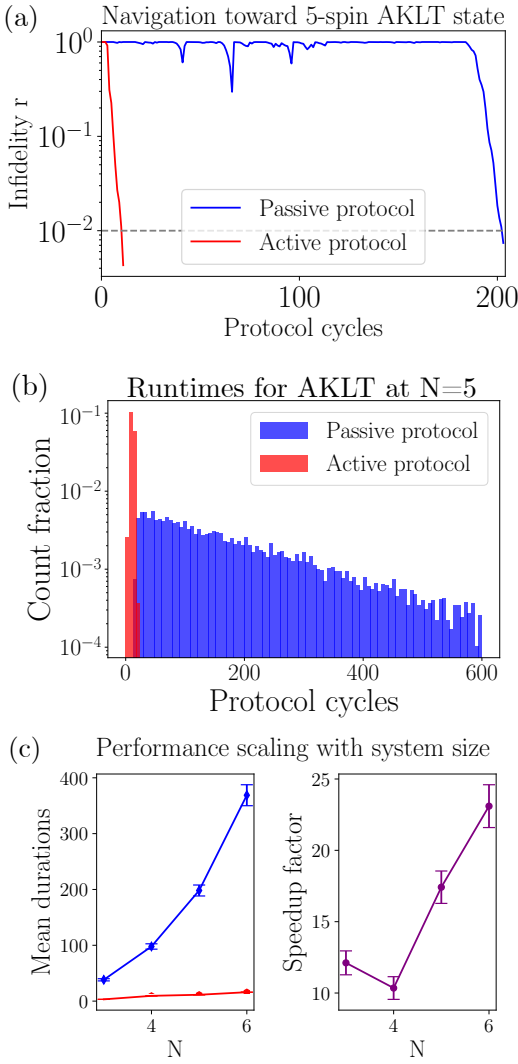 (a)
Navigation toward 5-spin AKLT state
10⁰
10⁻¹
10⁻²
Infidelity r
Passive protocol
Active protocol
0
100
200
Protocol cycles
(b)
Runtimes for AKLT at N=5
10⁻¹
10⁻²
10⁻³
10⁻⁴
Count fraction
Passive protocol
Active protocol
0
200
400
600
Protocol cycles
(c)
Performance scaling with system size
400
300
200
100
0
Mean durations
4
6
N
25
20
15
10
Speedup factor
4
6
N